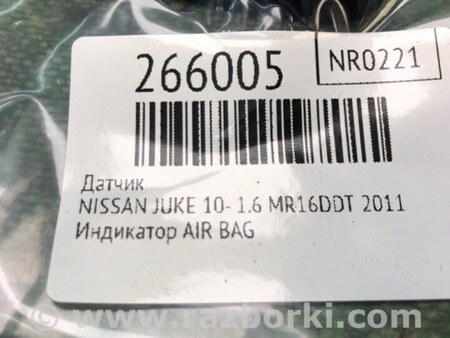 266005
NR0221
Датчик
NISSAN JUKE 10- 1.6 MR16DDT 2011
Индикатор AIR BAG
© www.razborki.com